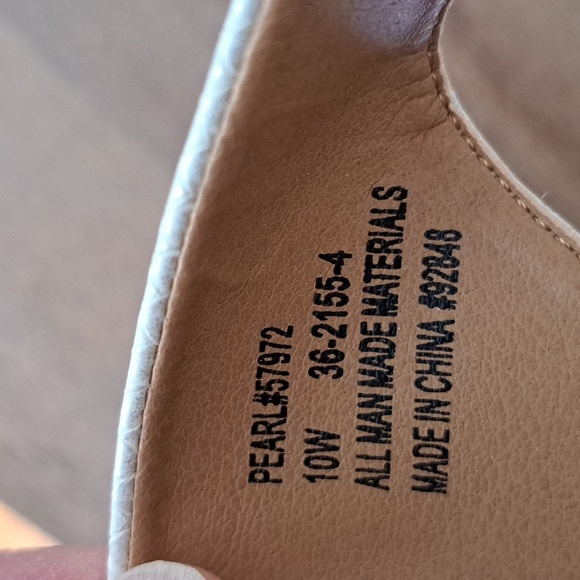 PEARL#57972
10W 36-2155-4
ALL MAN MADE MATERIALS
MADE IN CHINA #92848